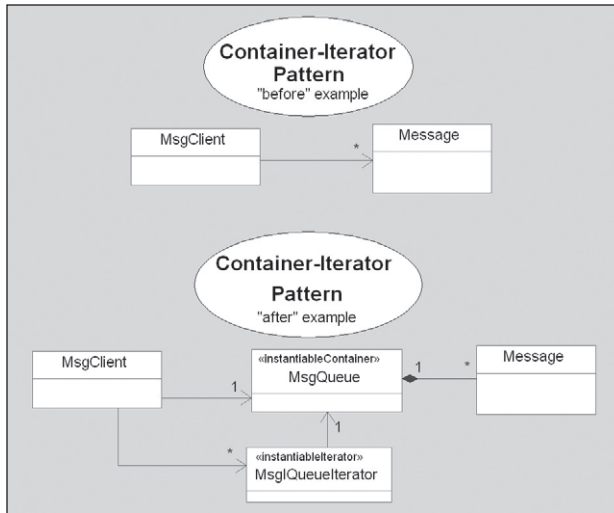 Container-Iterator
Pattern
"before" example
MsgClient
*
Message
Container-Iterator
Pattern
"after" example
MsgClient
1
«instantiableContainer»
MsgQueue
1
*
Message
1
*
«instantiableIterator»
MsgIQueueIterator